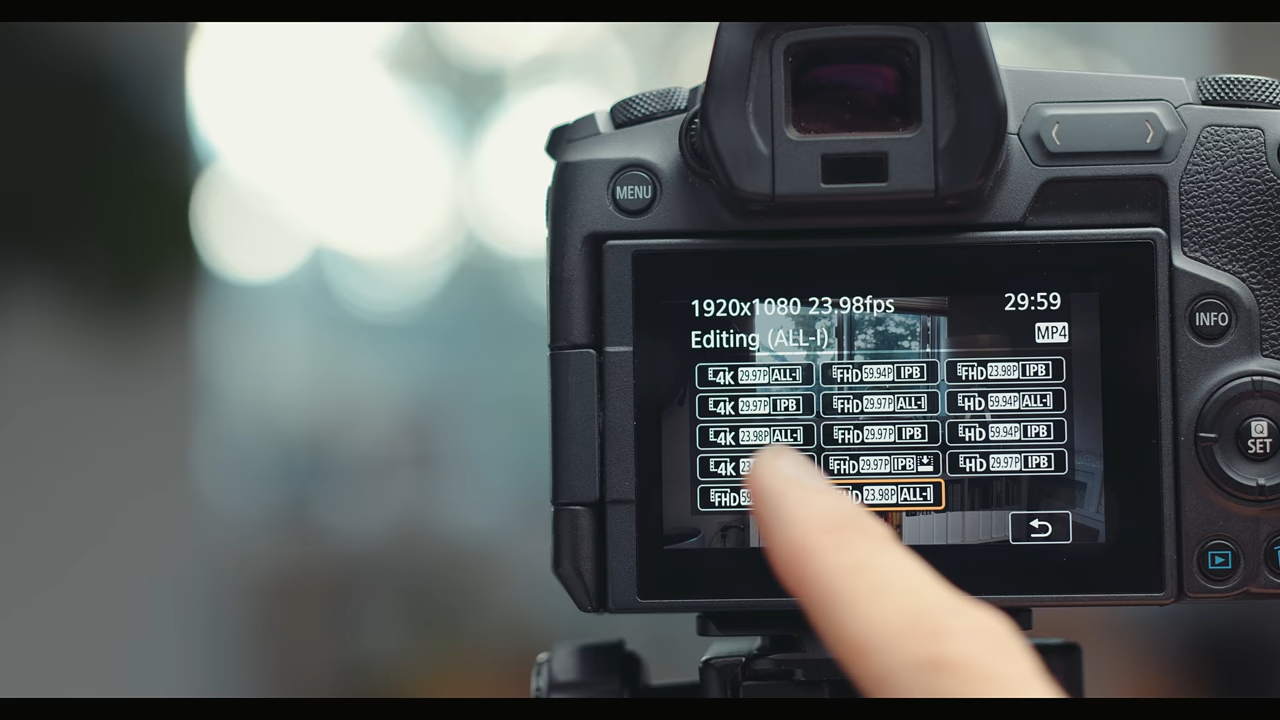 MENU
1920x1080 23.98fps 29:59
Editing (ALL-I) MP4
4K 29.97P ALL-I FHD 59.94P IPB FHD 23.98P IPB
4K 29.97P IPB FHD 29.97P ALL-I HD 59.94P ALL-I
4K 23.98P ALL-I FHD 29.97P IPB HD 59.94P IPB
4K FHD 29.97P IPB HD 29.97P IPB
FHD 23.98P ALL-I
INFO
Q
SET